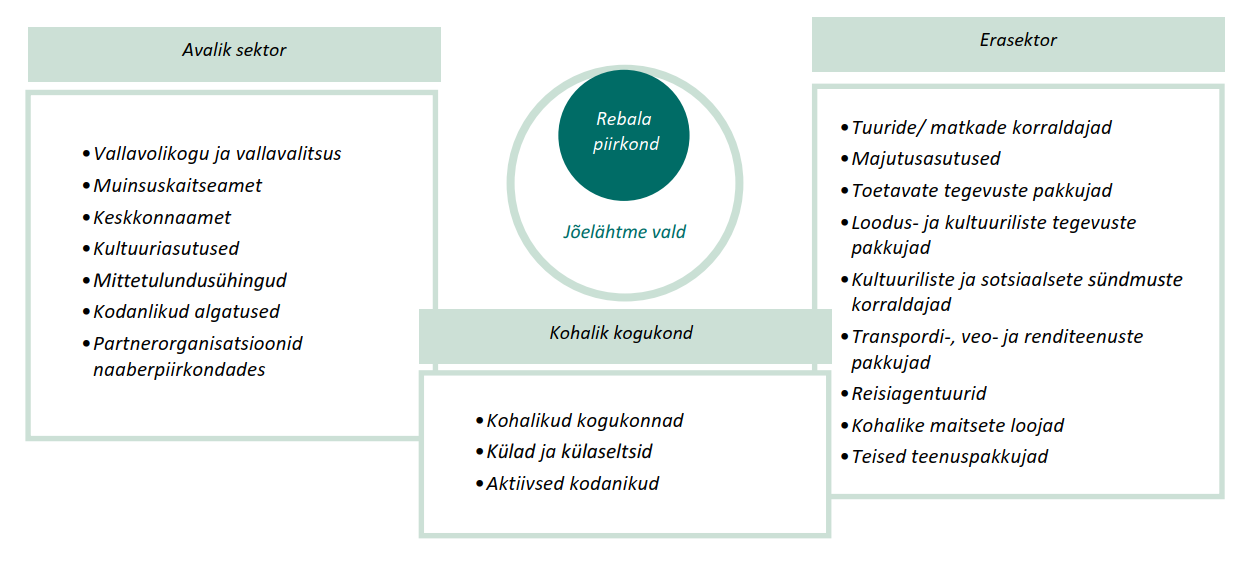 Avalik sektor
• Vallavolikogu ja vallavalitsus
• Muinsuskaitseamet
• Keskkonnaamet
• Kultuuriasutused
• Mittetulundusühingud
• Kodanlikud algatused
• Partnerorganisatsioonid
naaberpiirkondades
Rebala
piirkond
Jõelähtme vald
Kohalik kogukond
• Kohalikud kogukonnad
• Külad ja külaseltsid
• Aktiivsed kodanikud
Erasektor
• Tuuride/ matkade korraldajad
• Majutusasutused
• Toetavate tegevuste pakkujad
• Loodus- ja kultuuriliste tegevuste
pakkujad
• Kultuuriliste ja sotsiaalsete sündmuste
korraldajad
• Transpordi-, veo- ja renditeenuste
pakkujad
• Reisiagentuurid
• Kohalike maitsete loojad
• Teised teenuspakkujad